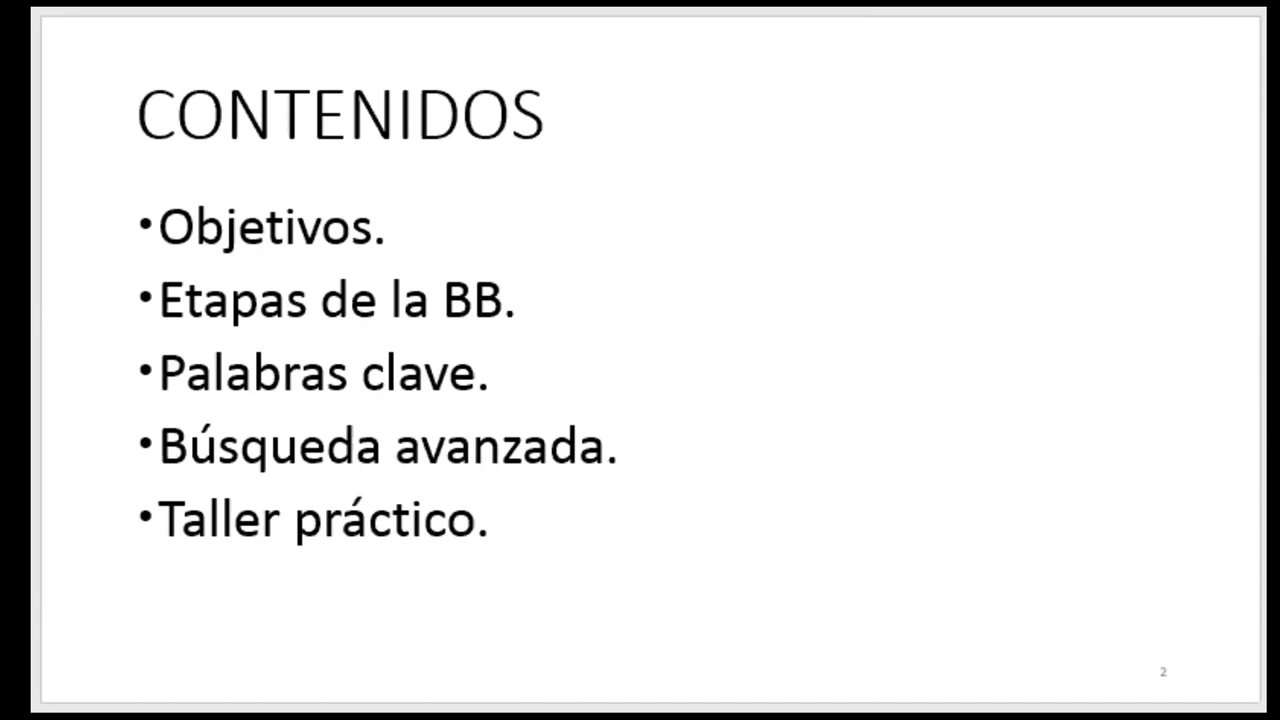 CONTENIDOS
•Objetivos.
•Etapas de la BB.
•Palabras clave.
•Búsqueda avanzada.
•Taller práctico.
2